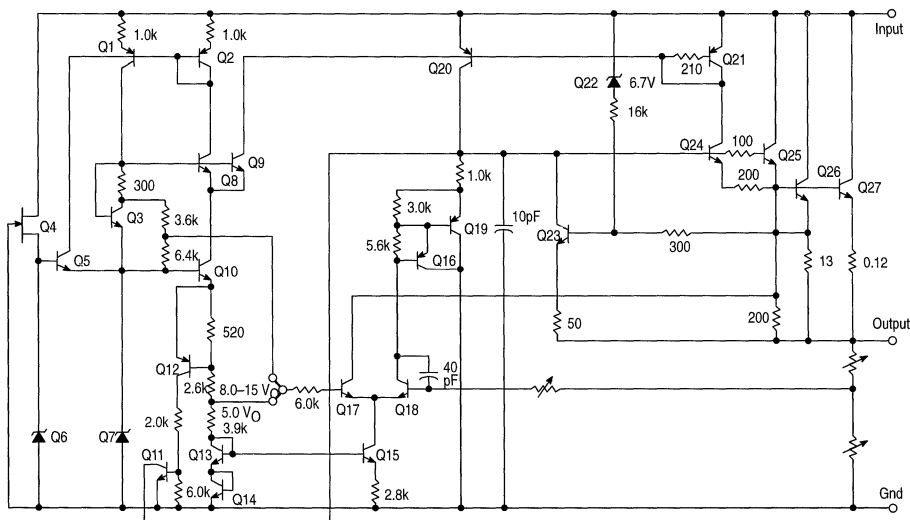 Input
Q1
1.0k
1.0k
Q2
Q20
Q22
6.7V
210
Q21
16k
Q9
Q8
Q24
100
Q25
300
200
Q26
Q27
1.0k
3.0k
Q3
Q4
3.6k
Q19
10pF
Q23
300
5.6k
Q16
6.4k
Q5
Q10
13
0.12
520
50
200
Output
Q12
40
pF
2.6k
8.0–15 VO
6.0k
Q17
Q18
5.0 VO
2.0k
3.9k
Q6
Q7
Q11
Q13
Q15
6.0k
Q14
2.8k
Gnd